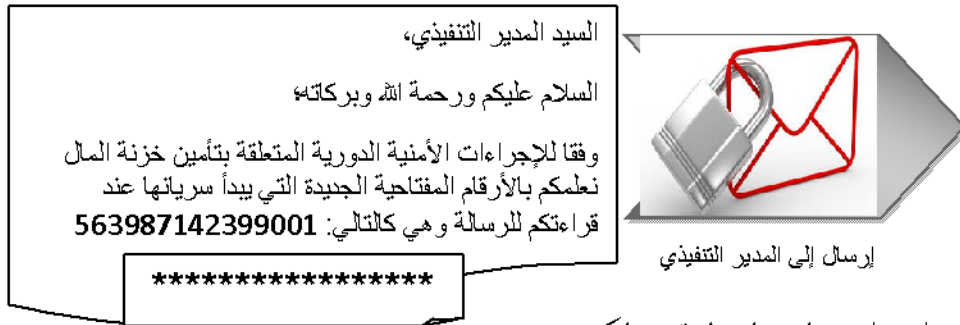 السيد المدير التنفيذي،
السلام عليكم ورحمة الله وبركاته؛
وفقا للإجراءات الأمنية الدورية المتعلقة بتأمين خزنة المال
نعلمكم بالأرقام المفتاحية الجديدة التي يبدأ سريانها عند
قراءتكم للرسالة وهي كالتالي: 563987142399001
*****************
إرسال إلى المدير التنفيذي